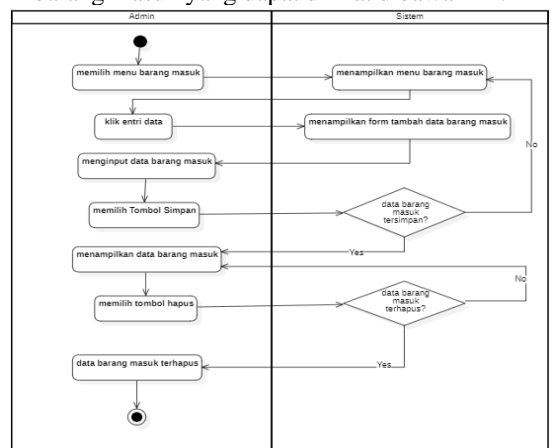 Admin
Sistem
memilih menu barang masuk
menampilkan menu barang masuk
klik entri data
menampilkan form tambah data barang masuk
No
menginput data barang masuk
memilih Tombol Simpan
data barang
masuk
tersimpan?
menampilkan data barang masuk
Yes
No
memilih tombol hapus
data barang
masuk
terhapus?
data barang masuk terhapus
Yes